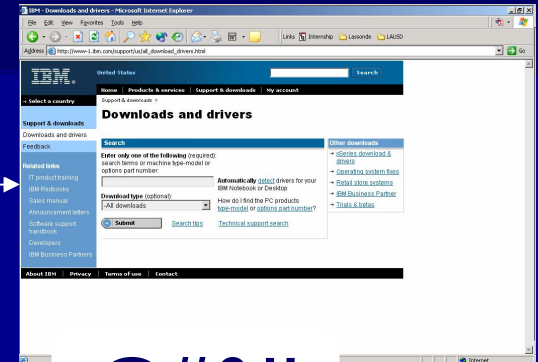 IBM - Downloads and drivers - Microsoft Internet Explorer
File Edit View Favorites Tools Help
Links Internship Lassonde LAUSD
Address http://www-1.ibm.com/support/us/all_download_drivers.html Go
IBM
United States
Search
Home | Products & services | Support & downloads | My account
→ Select a country
Support & downloads >
Downloads and drivers
Support & downloads
Downloads and drivers
Feedback
Related links
IT product training
IBM Redbooks
Sales manual
Announcement letters
Software support
handbook
Developers
IBM Business Partners
Search
Enter only one of the following (required):
search terms or machine type-model or
options part number:
Automatically detect drivers for your
IBM Notebook or Desktop
Download type (optional):
-All downloads
How do I find the PC products
type-model or options part number?
Submit
Search tips
Technical support search
Other downloads
→ xSeries download &
drivers
→ Operating system fixes
→ Retail store systems
→ IBM Business Partner
→ Trials & betas
About IBM | Privacy | Terms of use | Contact
Internet